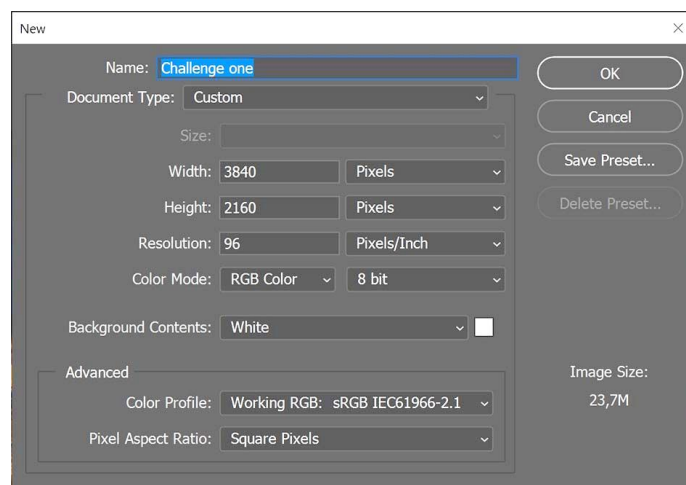 New
Name: Challenge one
OK
Document Type: Custom
Cancel
Size:
Width: 3840 Pixels
Save Preset...
Height: 2160 Pixels
Delete Preset...
Resolution: 96 Pixels/Inch
Color Mode: RGB Color 8 bit
Background Contents: White
Advanced
Image Size:
Color Profile: Working RGB: sRGB IEC61966-2.1
23,7M
Pixel Aspect Ratio: Square Pixels